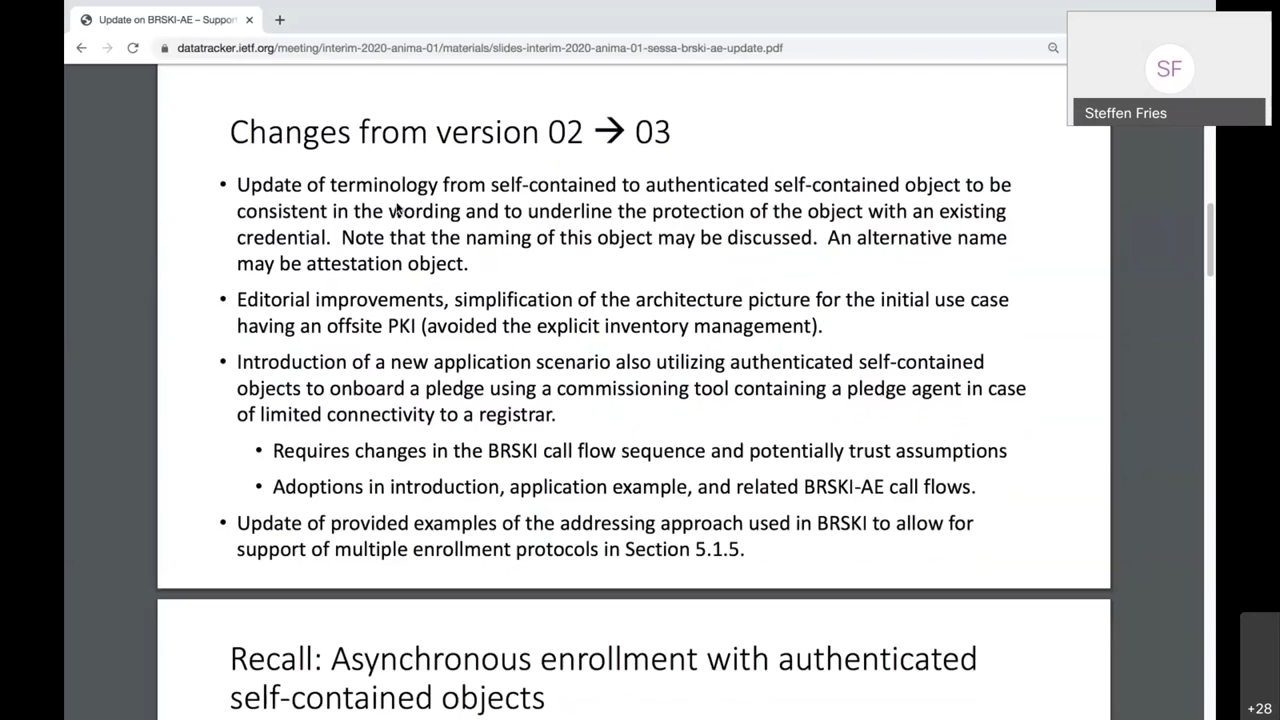 Update on BRSKI-AE – Suppor
datatracker.ietf.org/meeting/interim-2020-anima-01/materials/slides-interim-2020-anima-01-sessa-brski-ae-update.pdf
SF
Steffen Fries
Changes from version 02 → 03
• Update of terminology from self-contained to authenticated self-contained object to be
consistent in the wording and to underline the protection of the object with an existing
credential. Note that the naming of this object may be discussed. An alternative name
may be attestation object.
• Editorial improvements, simplification of the architecture picture for the initial use case
having an offsite PKI (avoided the explicit inventory management).
• Introduction of a new application scenario also utilizing authenticated self-contained
objects to onboard a pledge using a commissioning tool containing a pledge agent in case
of limited connectivity to a registrar.
• Requires changes in the BRSKI call flow sequence and potentially trust assumptions
• Adoptions in introduction, application example, and related BRSKI-AE call flows.
• Update of provided examples of the addressing approach used in BRSKI to allow for
support of multiple enrollment protocols in Section 5.1.5.
Recall: Asynchronous enrollment with authenticated
self-contained objects
+28